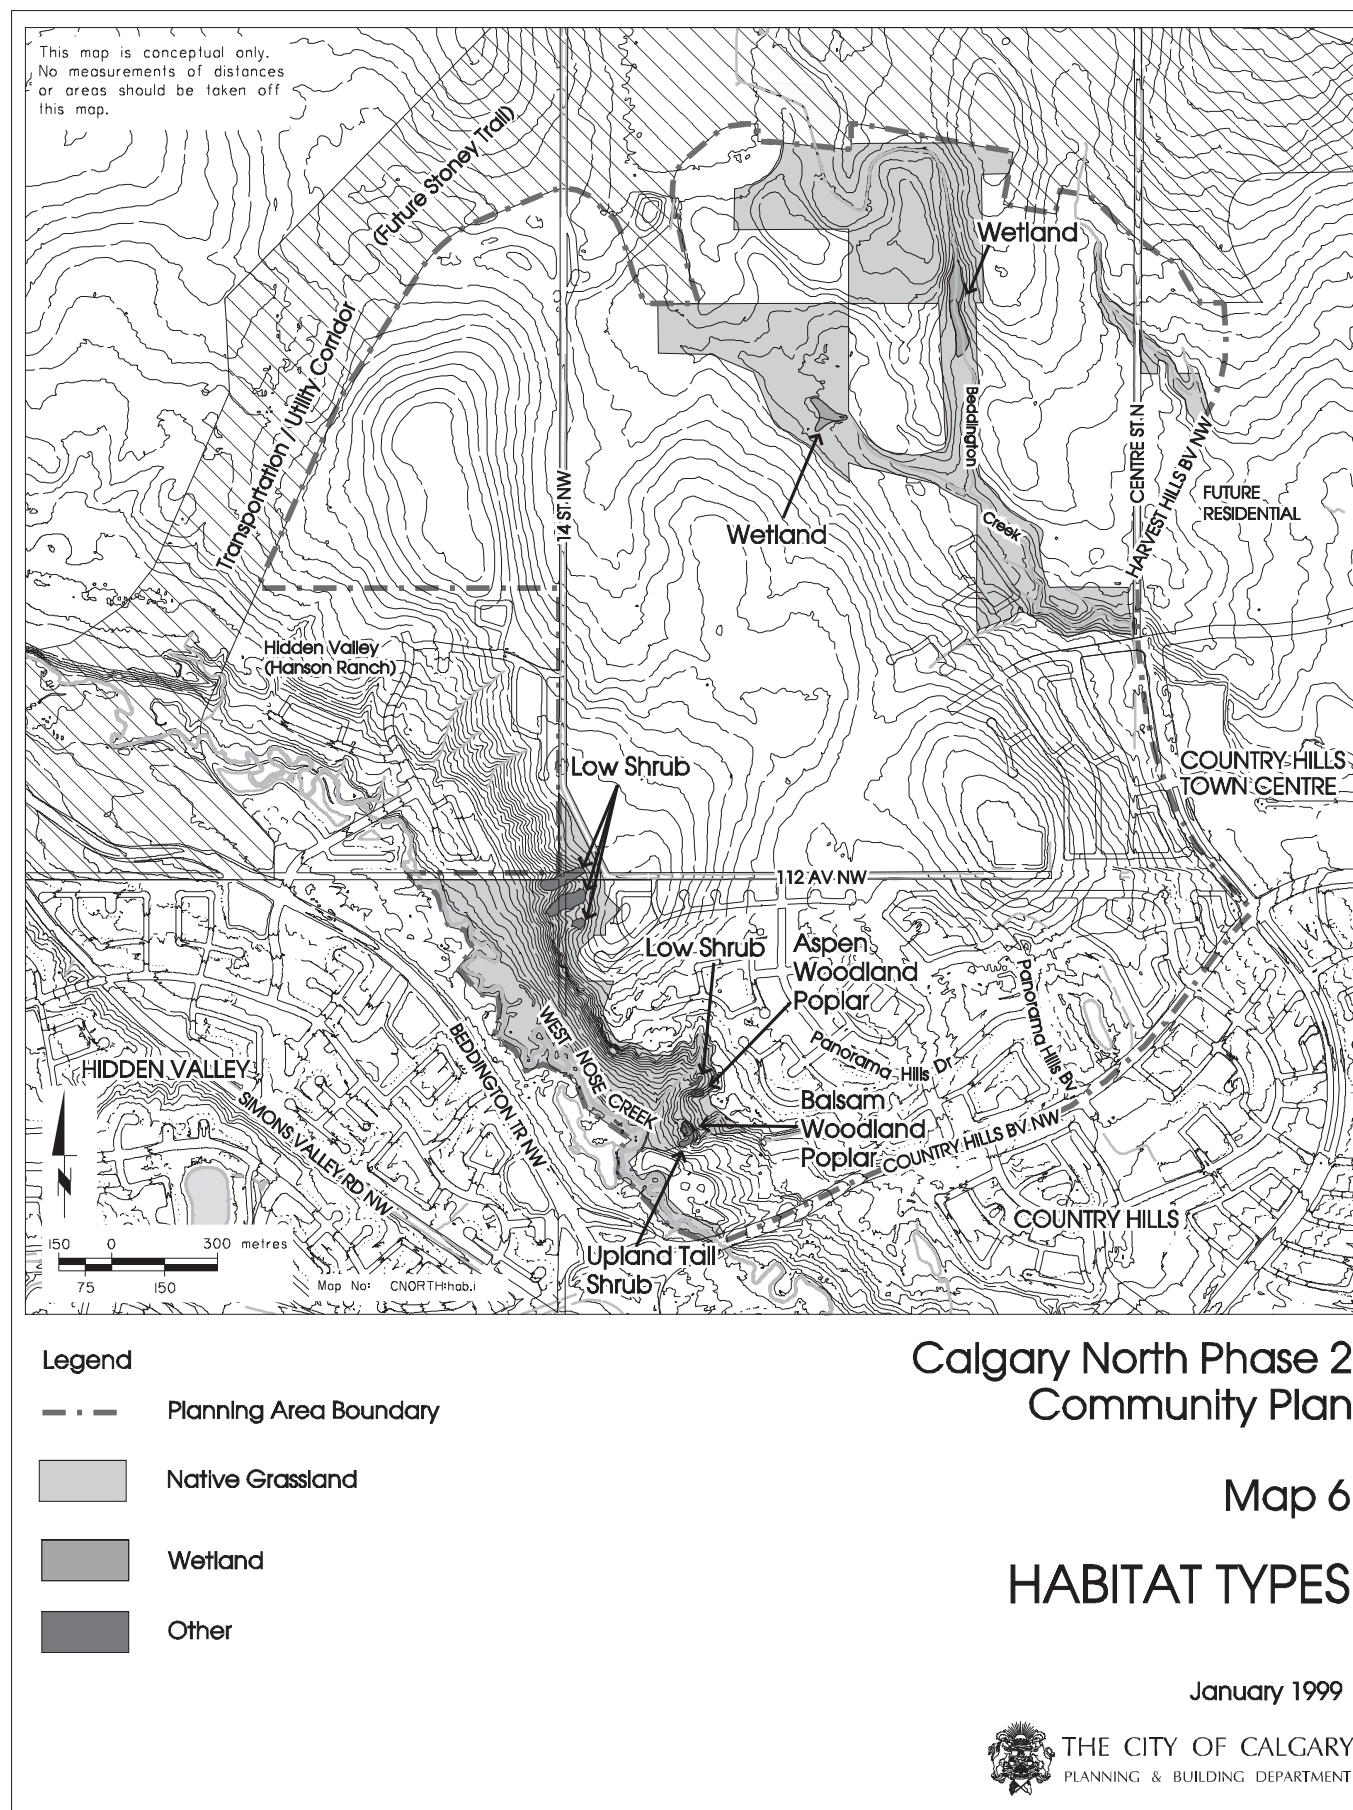 This map is conceptual only.
No measurements of distances
or areas should be taken off
this map.
(Future Stoney Trail)
Transportation / Utility Corridor
Wetland
14 ST. NW
Wetland
Beddington
Creek
CENTRE ST. N
HARVEST HILLS BV NW
FUTURE
RESIDENTIAL
Hidden Valley
(Hanson Ranch)
COUNTRY HILLS
TOWN CENTRE
Low Shrub
112 AV NW
Low Shrub
Aspen
Woodland
Poplar
WEST NOSE CREEK
Panorama Hills Dr
Panorama Hills Bv
Balsam
Woodland
Poplar
COUNTRY HILLS BV NW
HIDDEN VALLEY
SIMONS VALLEY RD NW
BEDDINGTON TR NW
COUNTRY HILLS
Upland Tall
Shrub
150 0 300 metres
75 150
Map No: CNORTH:hab.i
Legend
Planning Area Boundary
Native Grassland
Wetland
Other
Calgary North Phase 2
Community Plan
Map 6
HABITAT TYPES
January 1999
THE CITY OF CALGARY
PLANNING & BUILDING DEPARTMENT